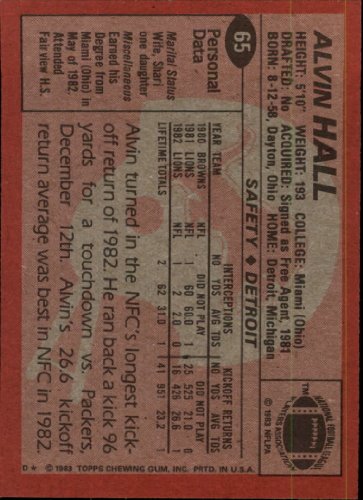 ALVIN HALL
HEIGHT: 5'10" WEIGHT: 193 COLLEGE: Miami (Ohio)
DRAFTED: No ACQUIRED: Signed as Free Agent, 1981
BORN: 8-12-58, Dayton, Ohio HOME: Detroit, Michigan
65
SAFETY ◆ DETROIT
NATIONAL FOOTBALL LEAGUE
PLAYERS
TM
© 1983 NFLPA
Personal
Data
Marital Status
Wife, Shari
one daughter
Miscellaneous
Earned his
Degree from
Miami (Ohio) in
May of 1982.
Attended
Fairview H.S.
INTERCEPTIONS KICKOFF RETURNS
YEAR TEAM NO YDS AVG TDS NO YDS AVG TDS
1980 BROWNS NFL DID NOT PLAY DID NOT PLAY
1981 LIONS NFL 1 60 60.0 1 25 525 21.0 0
1982 LIONS NFL 1 2 2.0 0 16 426 26.6 1
LIFETIME TOTALS 2 62 31.0 1 41 951 23.2 1
Alvin turned in the NFC's longest kick-
off return of 1982. He ran back a kick 96
yards for a touchdown vs. Packers,
December 12th. Alvin's 26.6 kickoff
return average was best in NFC in 1982
D* © 1983 TOPPS CHEWING GUM, INC. PRTD. IN U.S.A.